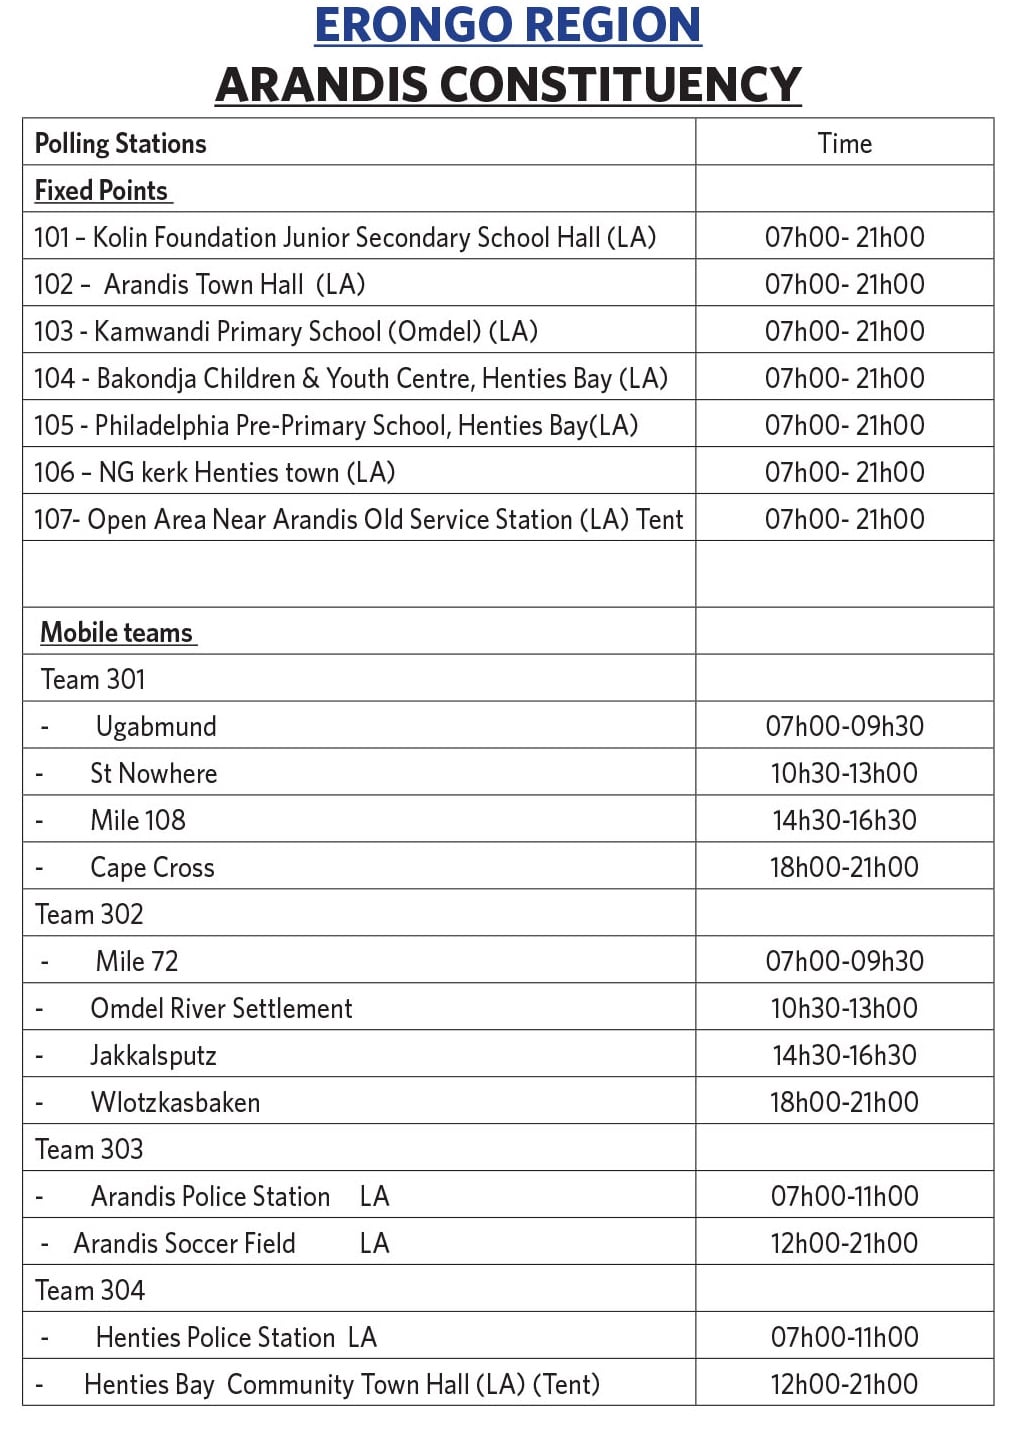 ERONGO REGION
ARANDIS CONSTITUENCY
Polling Stations Time
Fixed Points
101 – Kolin Foundation Junior Secondary School Hall (LA) 07h00- 21h00
102 – Arandis Town Hall (LA) 07h00- 21h00
103 - Kamwandi Primary School (Omdel) (LA) 07h00- 21h00
104 - Bakondja Children & Youth Centre, Henties Bay (LA) 07h00- 21h00
105 - Philadelphia Pre-Primary School, Henties Bay(LA) 07h00- 21h00
106 – NG kerk Henties town (LA) 07h00- 21h00
107- Open Area Near Arandis Old Service Station (LA) Tent 07h00- 21h00
Mobile teams
Team 301
- Ugabmund 07h00-09h30
- St Nowhere 10h30-13h00
- Mile 108 14h30-16h30
- Cape Cross 18h00-21h00
Team 302
- Mile 72 07h00-09h30
- Omdel River Settlement 10h30-13h00
- Jakkalsputz 14h30-16h30
- Wlotzkasbaken 18h00-21h00
Team 303
- Arandis Police Station LA 07h00-11h00
- Arandis Soccer Field LA 12h00-21h00
Team 304
- Henties Police Station LA 07h00-11h00
- Henties Bay Community Town Hall (LA) (Tent) 12h00-21h00